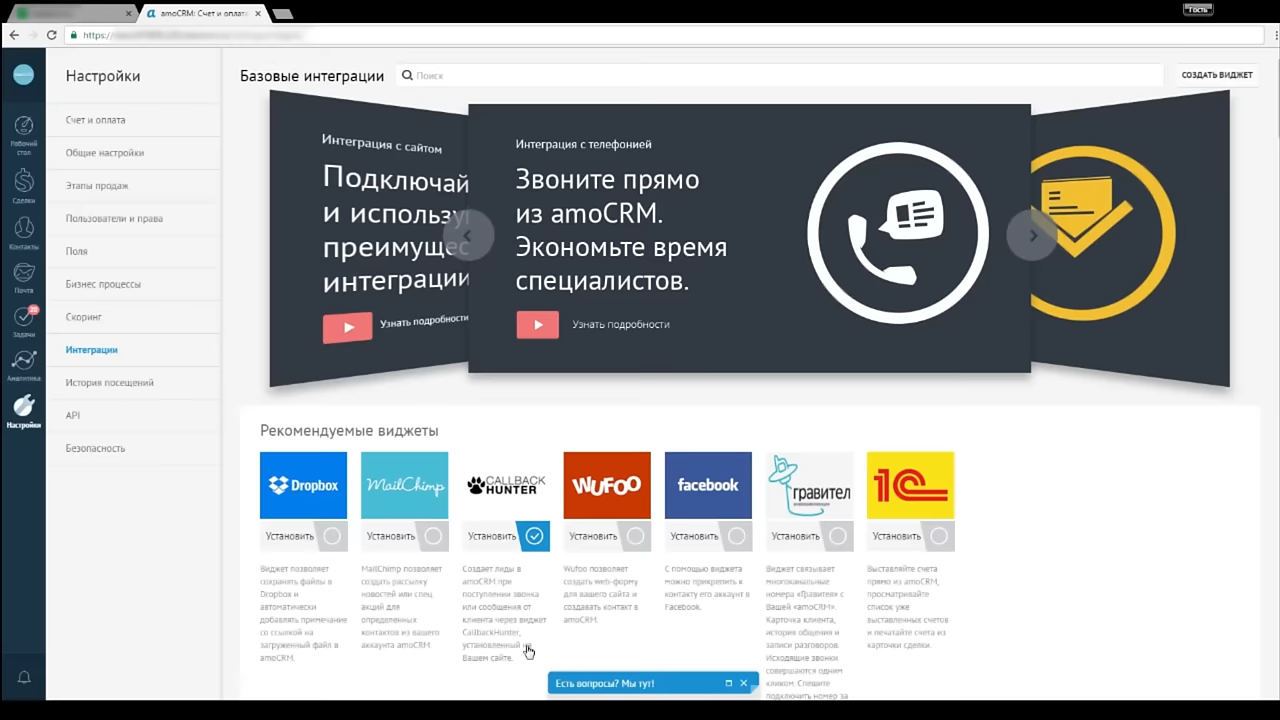 amoCRM: Счет и оплата
Гость
https://
Настройки
Счет и оплата
Общие настройки
Этапы продаж
Пользователи и права
Поля
Бизнес процессы
Скоринг
Интеграции
История посещений
API
Безопасность
Рабочий
стол
Сделки
Контакты
Почта
20
Задачи
Аналитика
Настройки
Базовые интеграции
Поиск
СОЗДАТЬ ВИДЖЕТ
Интеграция с сайтом
Подключай
и использу
преимущес
интеграции
Узнать подробности
Интеграция с телефонией
Звоните прямо
из amoCRM.
Экономьте время
специалистов.
Узнать подробности
Рекомендуемые виджеты
Dropbox
Установить
Виджет позволяет
сохранять файлы в
Dropbox и
автоматически
добавлять примечание
со ссылкой на
загруженный файл в
amoCRM.
MailChimp
Установить
MailChimp позволяет
создать рассылку
новостей или спец.
акций для
определенных
контактов из вашего
аккаунта amoCRM.
CALLBACK
HUNTER
Установить
Создает лиды в
amoCRM при
поступлении звонка
или сообщения от
клиента через виджет
CallbackHunter,
установленный
Вашем сайте.
WUFOO
Установить
Wufoo позволяет
создать web-форму
для вашего сайта и
создавать контакт в
amoCRM.
facebook
Установить
С помощью виджета
можно прикрепить к
контакту его аккаунт в
Facebook.
гравител
Установить
Виджет связывает
многоканальные
номера «Гравителя» с
Вашей «amoCRM».
Карточка клиента,
история общения и
записи разговоров.
Исходящие звонки
совершаются одним
кликом. Спешите
подключить номер за
1С
Установить
Выставляйте счета
прямо из amoCRM,
просматривайте
список уже
выставленных счетов
и печатайте счета из
карточки сделки.
Есть вопросы? Мы тут!